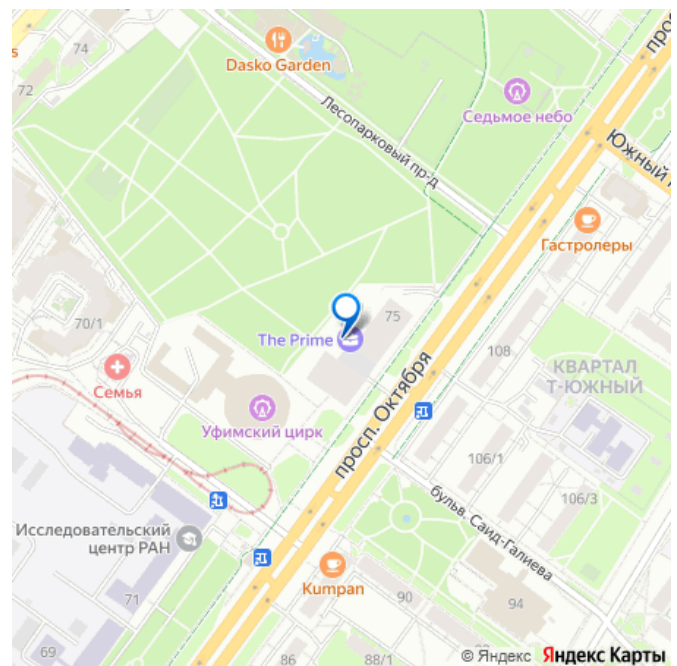 s
74
Dasko Garden
72
Седьмое небо
Лесопарковый пр-д
Гастролеры
75
The Prime
70/1
108
КВАРТАЛ
Т-ЮЖНЫЙ
Семья
просп. Октября
Уфимский цирк
106/1
106/3
бульв. Саид-Галиева
Исследовательский
центр РАН
Kumpan
71
90
94
69
86
88/1
© Яндекс Яндекс Карты